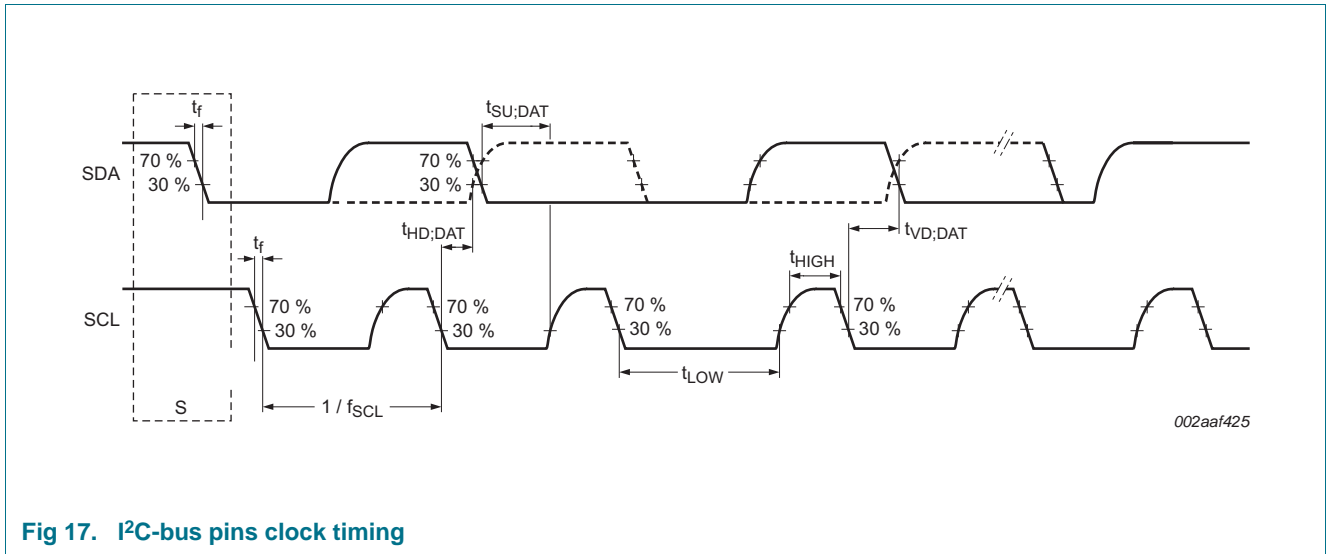 tf
tSU;DAT
70 %
30 %
70 %
30 %
SDA
tf
tHD;DAT
tVD;DAT
tHIGH
70 %
30 %
70 %
30 %
70 %
30 %
70 %
30 %
SCL
tLOW
S
1 / fSCL
002aaf425
Fig 17. I²C-bus pins clock timing